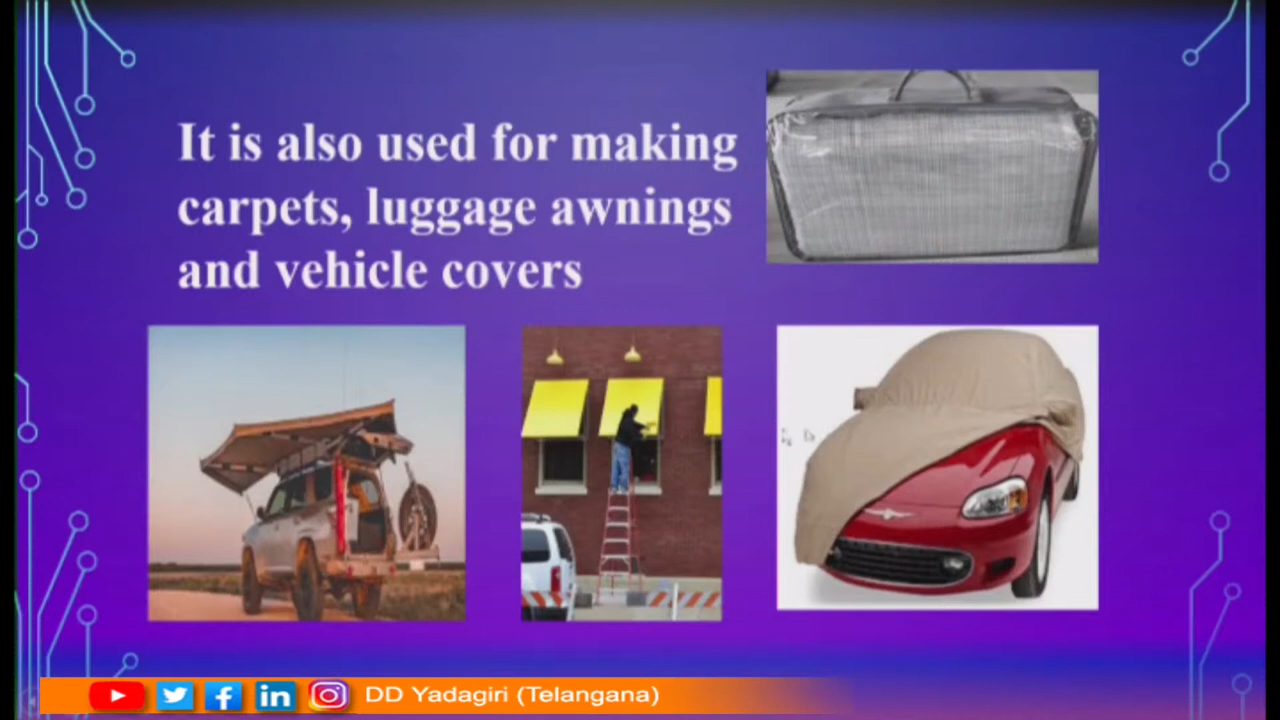 It is also used for making
carpets, luggage awnings
and vehicle covers
DD Yadagiri (Telangana)